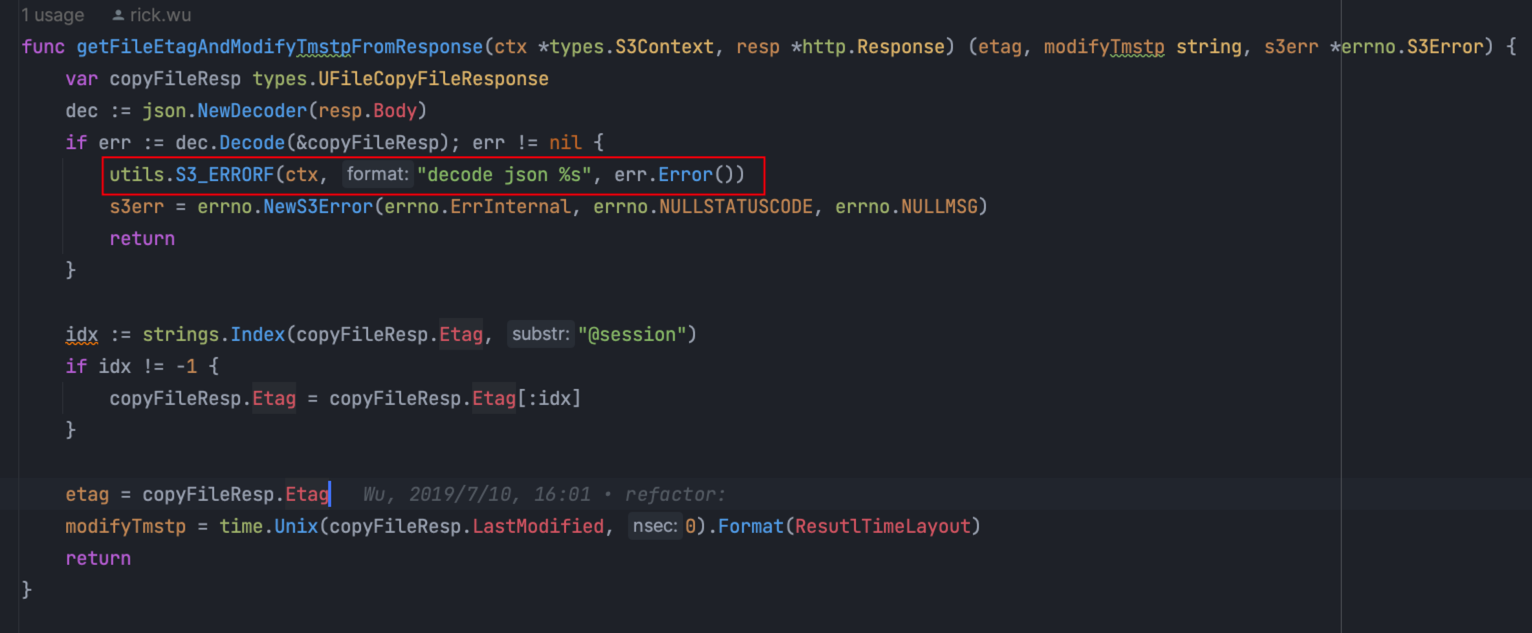 1 usage rick.wu
func getFileEtagAndModifyTmstpFromResponse(ctx *types.S3Context, resp *http.Response) (etag, modifyTmstp string, s3err *errno.S3Error) {
var copyFileResp types.UFileCopyFileResponse
dec := json.NewDecoder(resp.Body)
if err := dec.Decode(&copyFileResp); err != nil {
utils.S3_ERRORF(ctx, format: "decode json %s", err.Error())
s3err = errno.NewS3Error(errno.ErrInternal, errno.NULLSTATUSCODE, errno.NULLMSG)
return
}
idx := strings.Index(copyFileResp.Etag, substr: "@session")
if idx != -1 {
copyFileResp.Etag = copyFileResp.Etag[:idx]
}
etag = copyFileResp.Etag Wu, 2019/7/10, 16:01 • refactor:
modifyTmstp = time.Unix(copyFileResp.LastModified, nsec: 0).Format(ResutlTimeLayout)
return
}